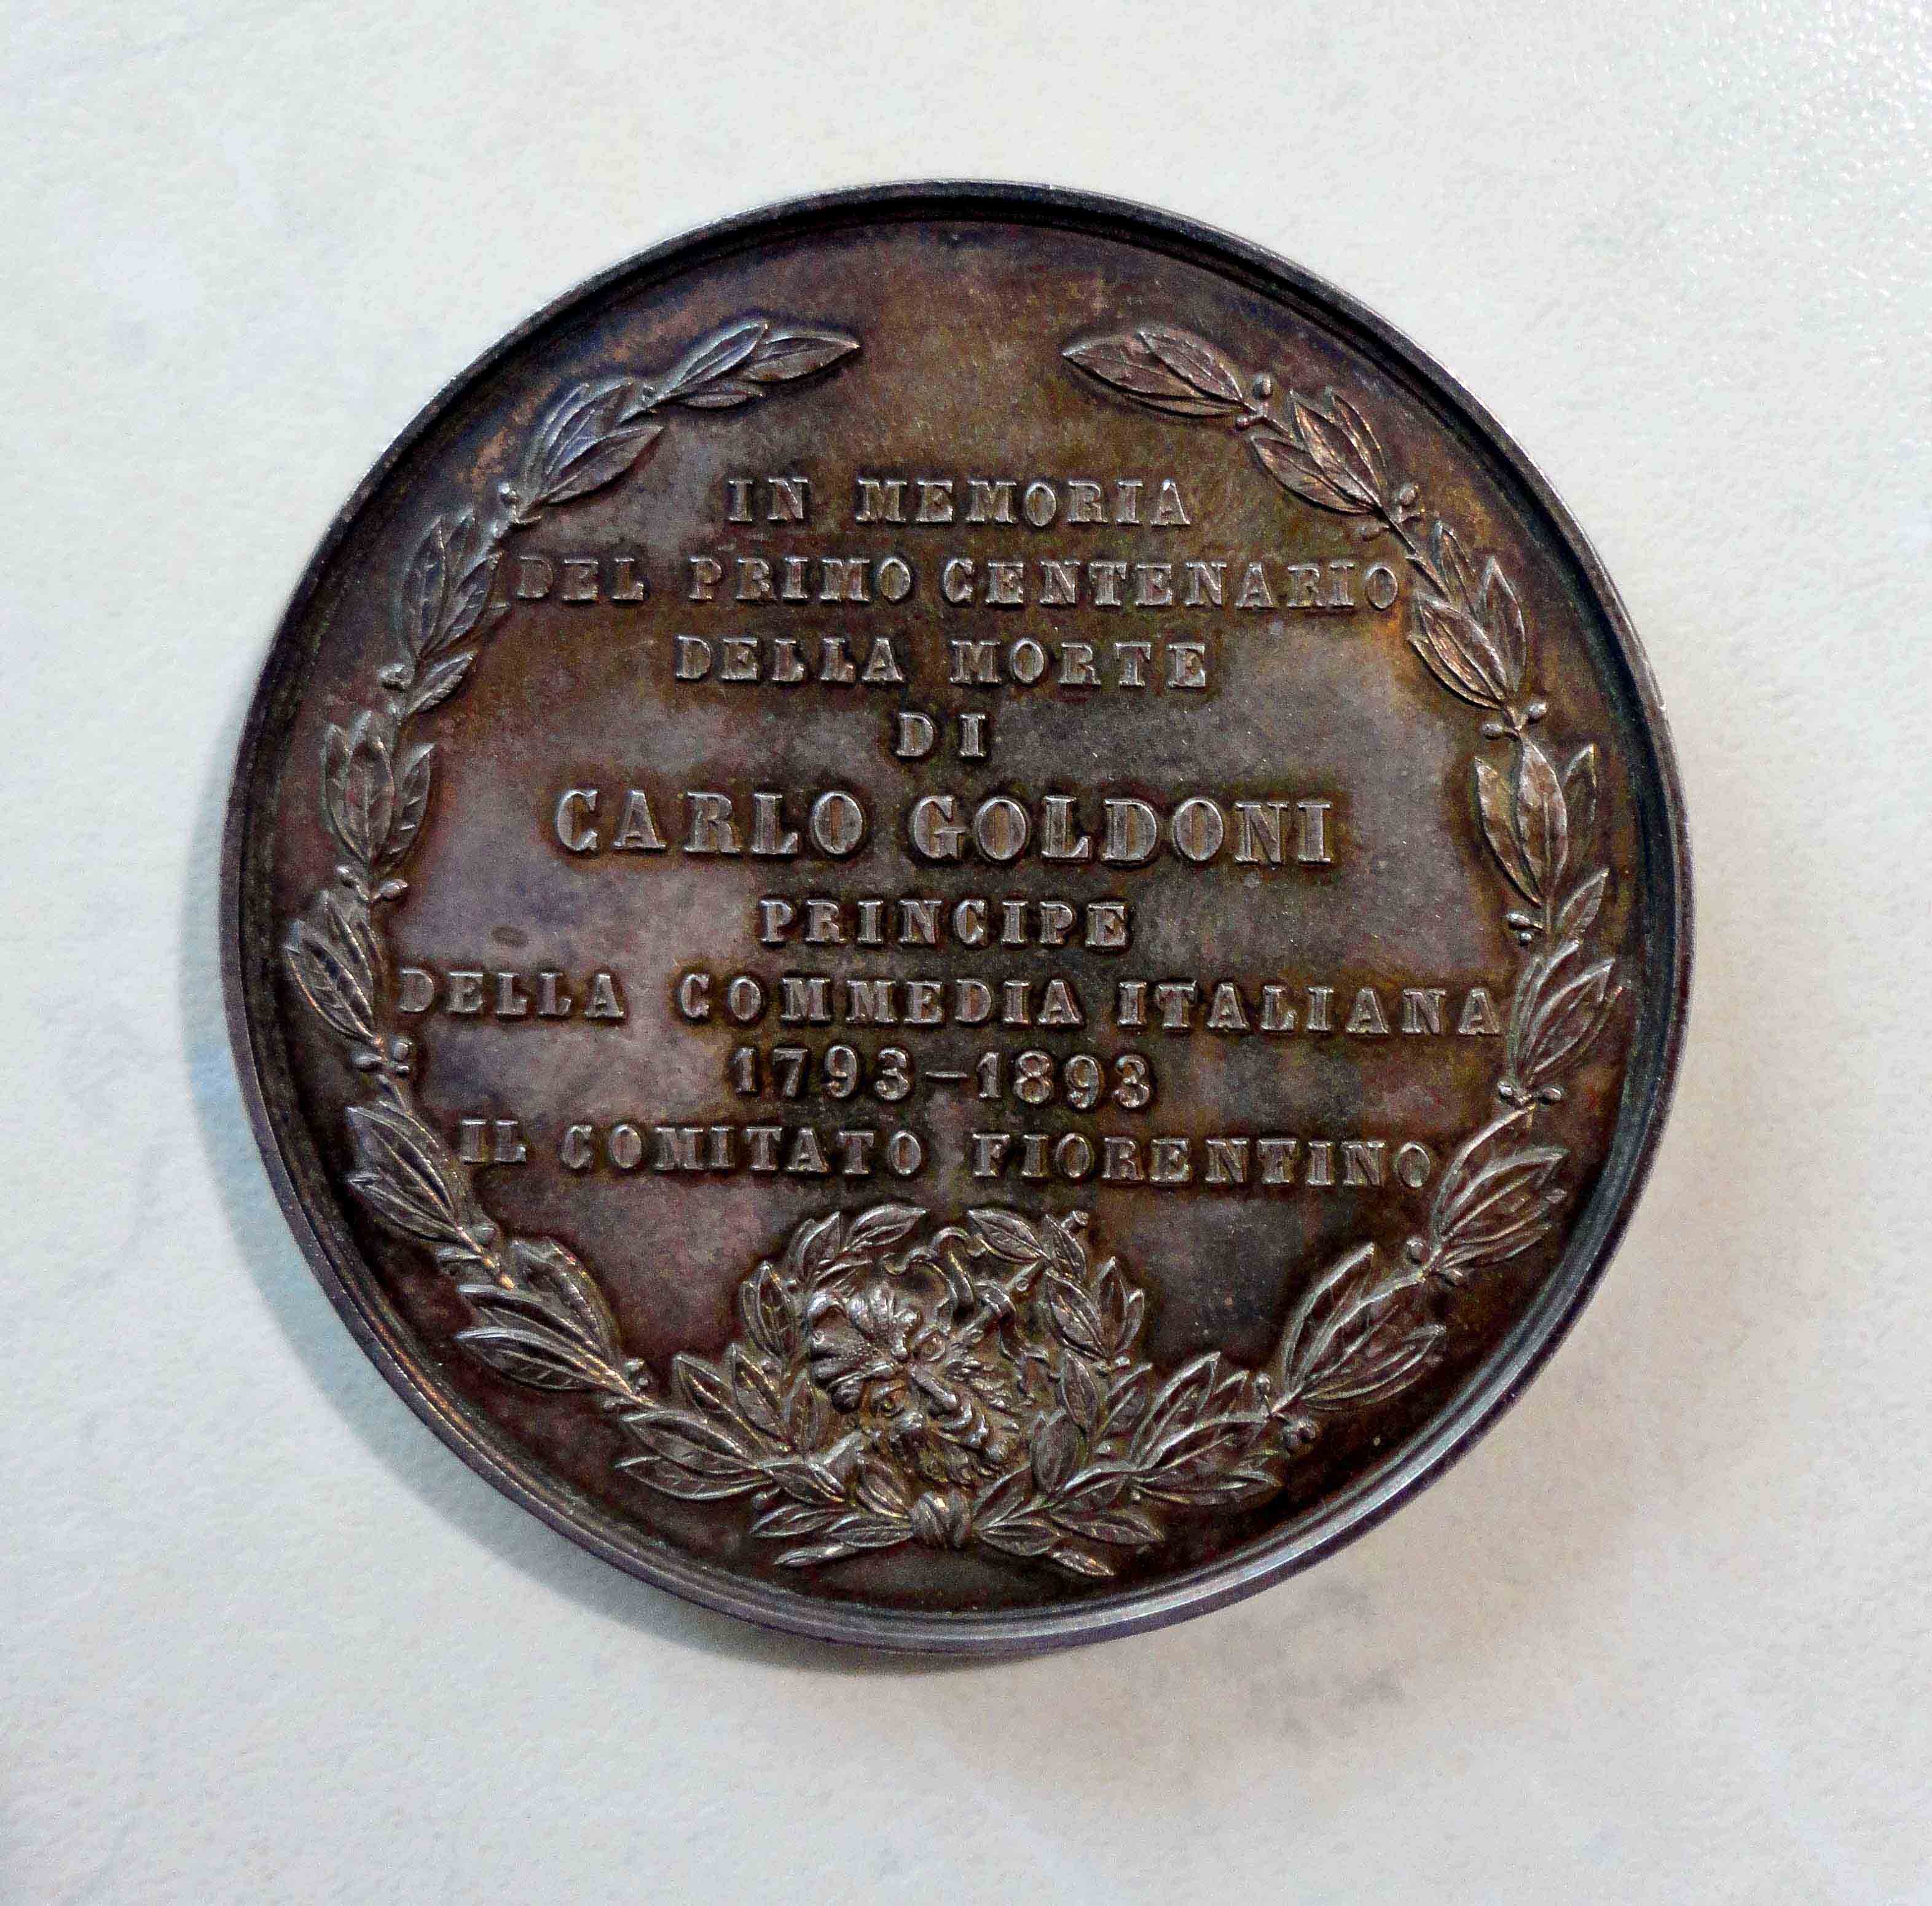 IN MEMORIA
DEL PRIMO CENTENARIO
DELLA MORTE
DI
CARLO GOLDONI
PRINCIPE
DELLA COMMEDIA ITALIANA
1793-1893
IL COMITATO FIORENTINO